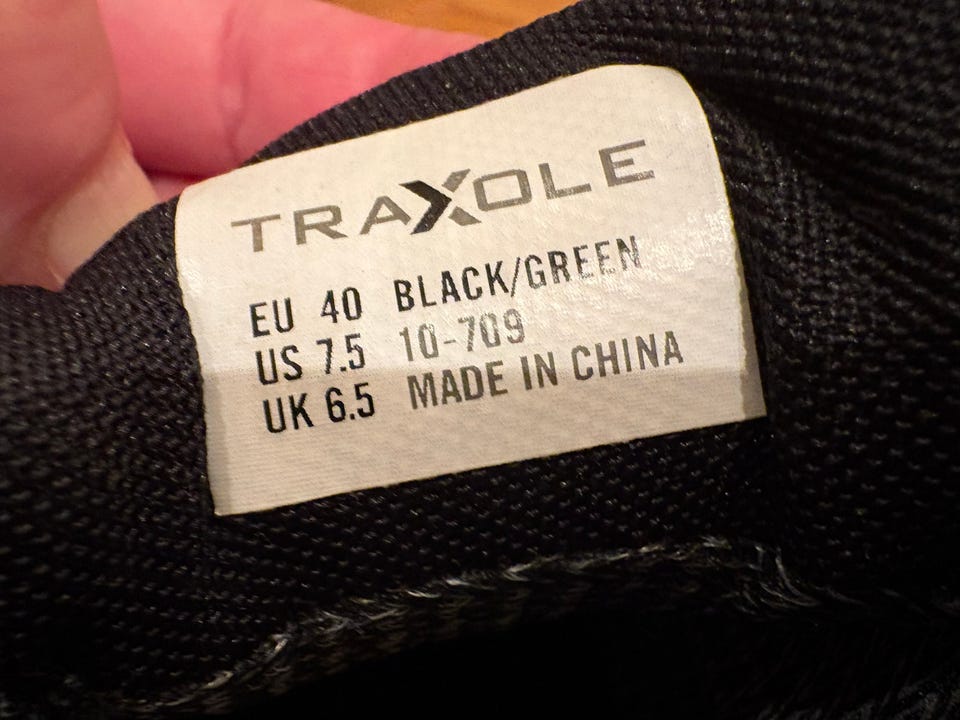 TRAXOLE
EU 40 BLACK/GREEN
US 7.5 10-709
UK 6.5 MADE IN CHINA